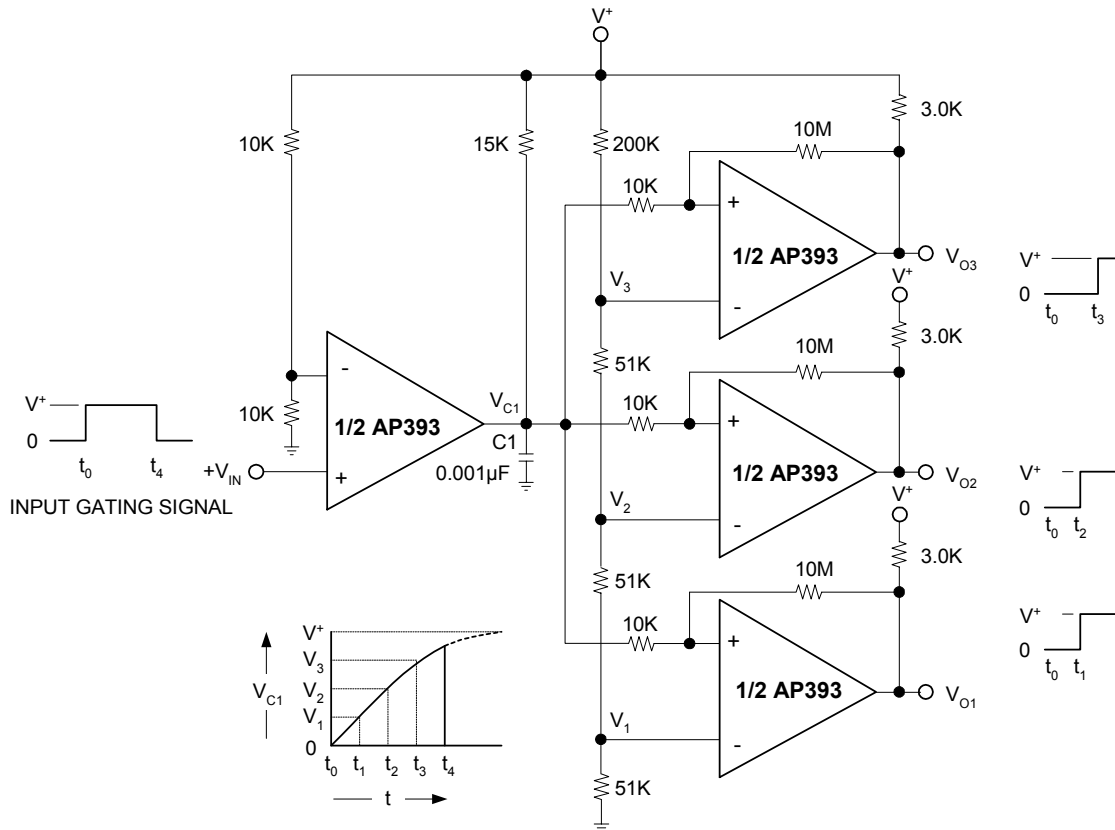 V+
10K
15K
200K
10M
3.0K
10K
+
1/2 AP393
-
VO3
V+
0
t0 t3
V3
V+
3.0K
51K
10M
10K
+
1/2 AP393
-
VO2
V+
0
t0 t2
V2
V+
3.0K
-
10K
1/2 AP393
+
VC1
C1
0.001µF
V+
0
t0 t4
+VIN
INPUT GATING SIGNAL
51K
10M
10K
+
1/2 AP393
-
VO1
V+
0
t0 t1
V1
51K
V+
V3
V2
V1
0
VC1
t0 t1 t2 t3 t4
t